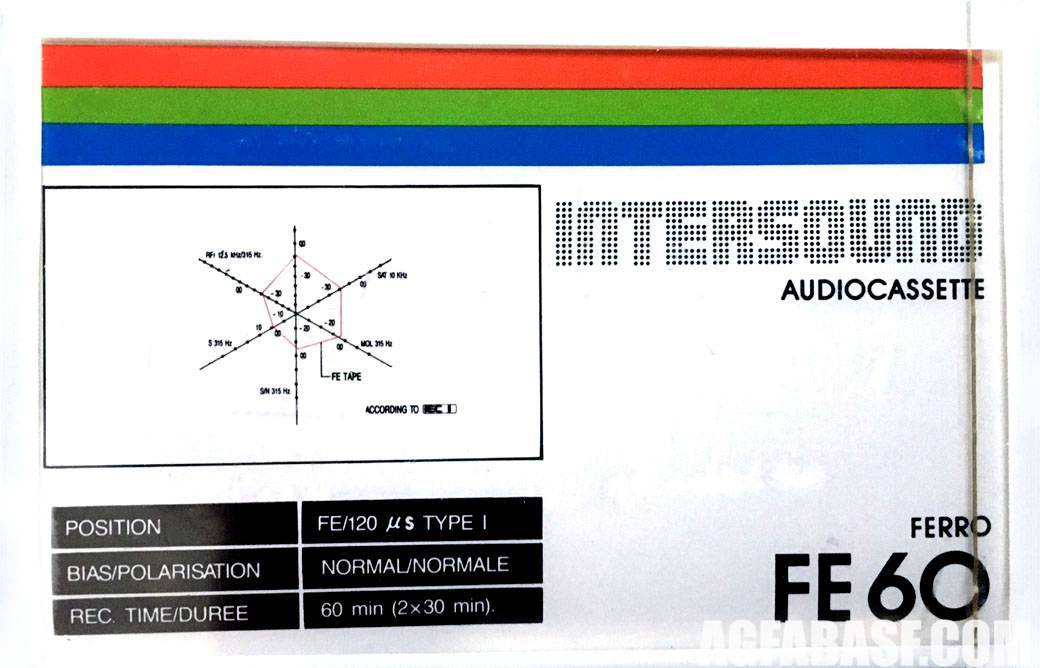 INTERSOUND
AUDIOCASSETTE
RFr 12,5 kHz/315 Hz
SAT 10 KHz
S 315 Hz
MOL 315 Hz
S/N 315 Hz
FE TAPE
ACCORDING TO IEC I
POSITION FE/120 μs TYPE I
BIAS/POLARISATION NORMAL/NORMALE
REC. TIME/DUREE 60 min (2×30 min).
FERRO
FE 60
AGFABASF.COM